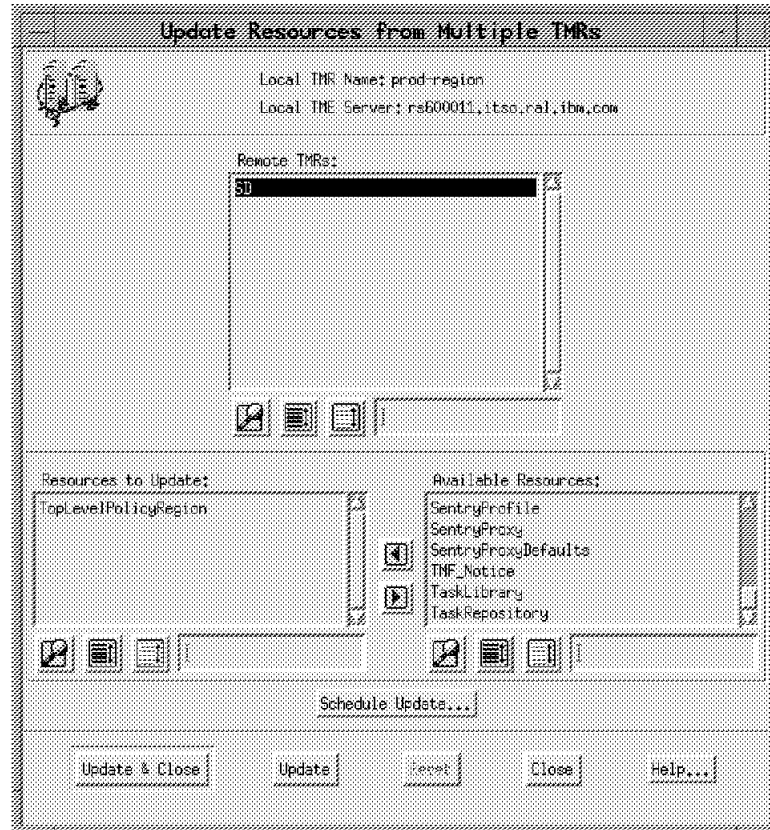 Update Resources from Multiple TMRs
Local TMR Name: prod-region
Local TME Server: rs600011.itso.ral.ibm.com
Remote TMRs:
SD
Resources to Update:
TopLevelPolicyRegion
Available Resources:
SentryProfile
SentryProxy
SentryProxyDefaults
TMF_Notice
TaskLibrary
TaskRepository
Schedule Update...
Update & Close
Update
Reset
Close
Help...